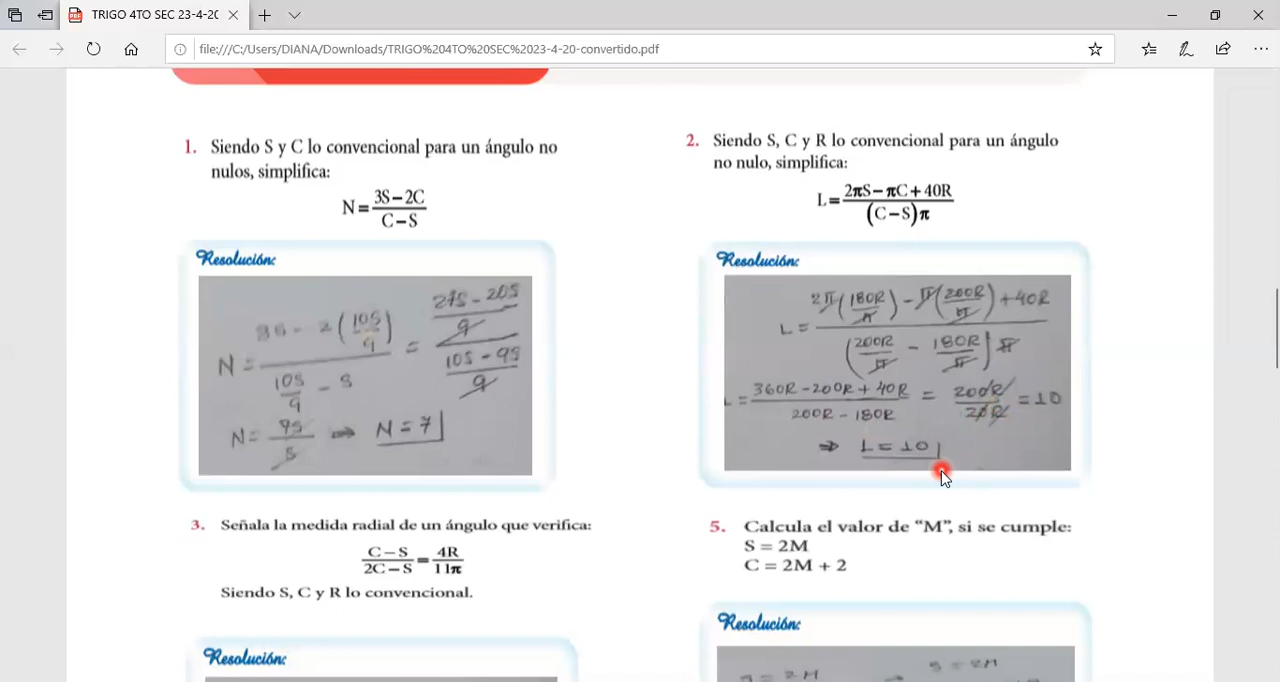 TRIGO 4TO SEC 23-4-20
file:///C:/Users/DIANA/Downloads/TRIGO%204TO%20SEC%2023-4-20-convertido.pdf
1. Siendo S y C lo convencional para un ángulo no
nulos, simplifica:
N = (3S – 2C)/(C – S)
Resolución:
N = (3S - 2(10S/9))/(10S/9 - S) = ((27S - 20S)/9)/((10S - 9S)/9)
N = 7S/S ⇒ N = 7
2. Siendo S, C y R lo convencional para un ángulo
no nulo, simplifica:
L = (2πS – πC + 40R)/((C – S)π)
Resolución:
L = (2π(180R/π) - π(200R/π) + 40R)/((200R/π - 180R/π)π)
L = (360R - 200R + 40R)/(200R - 180R) = 200R/20R = 10
⇒ L = 10
3. Señala la medida radial de un ángulo que verifica:
(C – S)/(2C – S) = 4R/11π
Siendo S, C y R lo convencional.
Resolución:
5. Calcula el valor de “M”, si se cumple:
S = 2M
C = 2M + 2
Resolución:
S = 2M